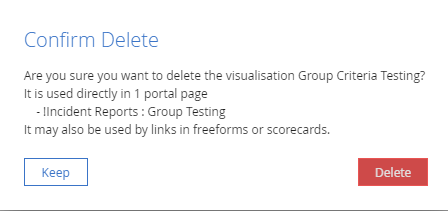 Confirm Delete
Are you sure you want to delete the visualisation Group Criteria Testing?
It is used directly in 1 portal page
- !Incident Reports : Group Testing
It may also be used by links in freeforms or scorecards.
Keep
Delete